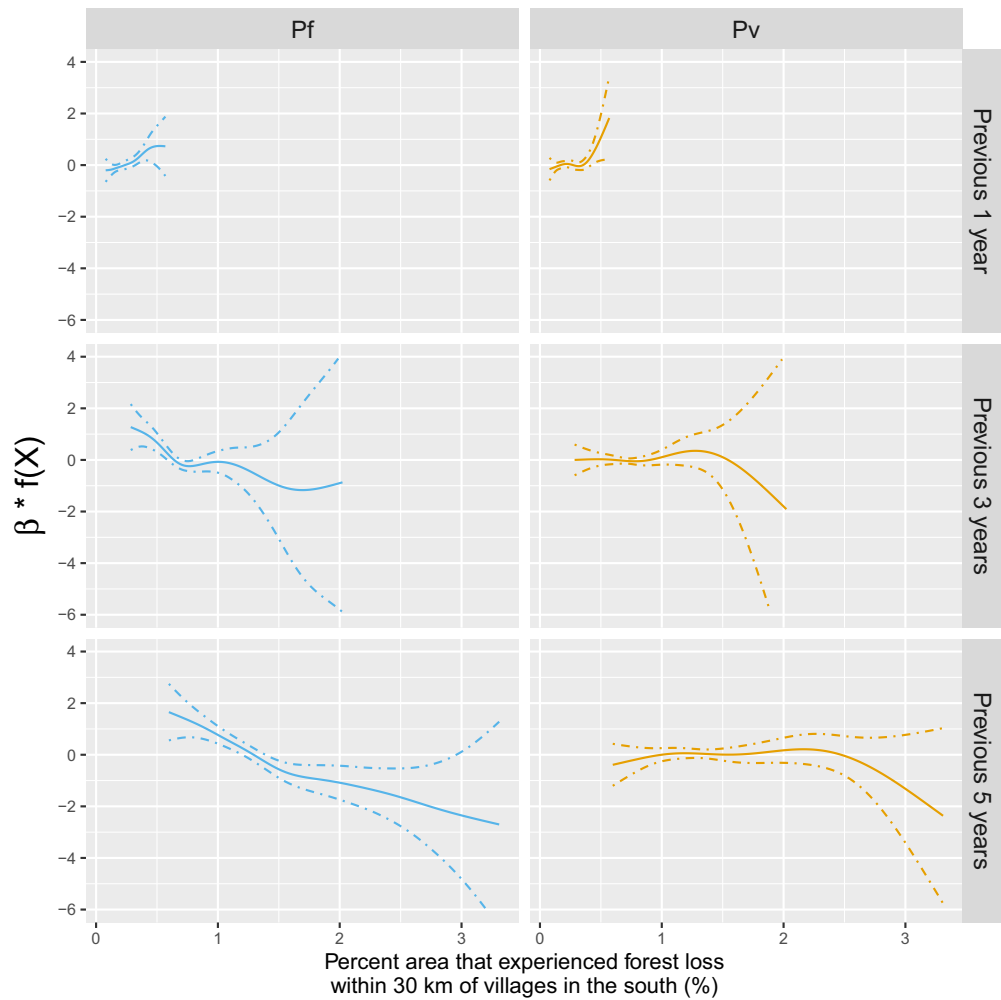 Pf
Pv
4
2
0
−2
−4
−6
Previous 1 year
4
2
0
−2
−4
−6
Previous 3 years
β * f(X)
4
2
0
−2
−4
−6
Previous 5 years
0 1 2 3
0 1 2 3
Percent area that experienced forest loss
within 30 km of villages in the south (%)